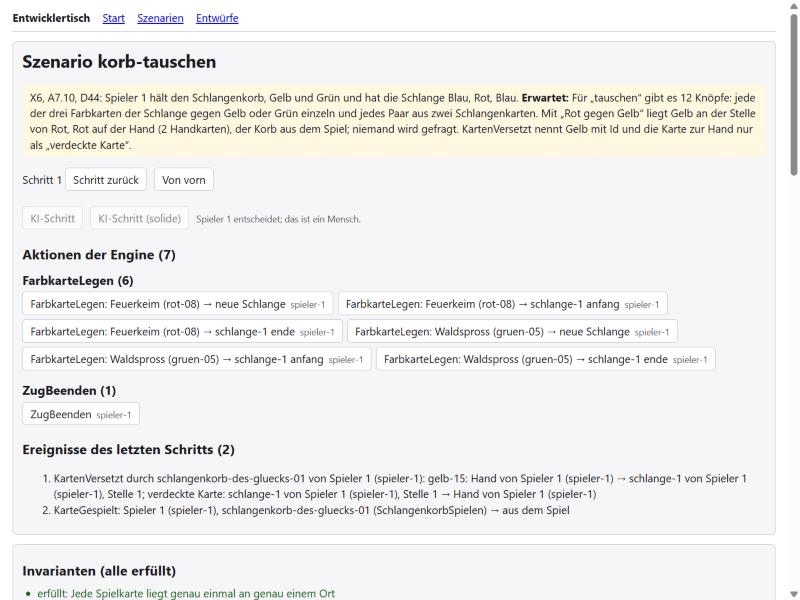 Entwicklertisch Start Szenarien Entwürfe
Szenario korb-tauschen
X6, A7.10, D44: Spieler 1 hält den Schlangenkorb, Gelb und Grün und hat die Schlange Blau, Rot, Blau. Erwartet: Für „tauschen“ gibt es 12 Knöpfe: jede
der drei Farbkarten der Schlange gegen Gelb oder Grün einzeln und jedes Paar aus zwei Schlangenkarten. Mit „Rot gegen Gelb“ liegt Gelb an der Stelle
von Rot, Rot auf der Hand (2 Handkarten), der Korb aus dem Spiel; niemand wird gefragt. KartenVersetzt nennt Gelb mit Id und die Karte zur Hand nur
als „verdeckte Karte“.
Schritt 1 Schritt zurück Von vorn
KI-Schritt KI-Schritt (solide) Spieler 1 entscheidet; das ist ein Mensch.
Aktionen der Engine (7)
FarbkarteLegen (6)
FarbkarteLegen: Feuerkeim (rot-08) → neue Schlange spieler-1 FarbkarteLegen: Feuerkeim (rot-08) → schlange-1 anfang spieler-1
FarbkarteLegen: Feuerkeim (rot-08) → schlange-1 ende spieler-1 FarbkarteLegen: Waldspross (gruen-05) → neue Schlange spieler-1
FarbkarteLegen: Waldspross (gruen-05) → schlange-1 anfang spieler-1 FarbkarteLegen: Waldspross (gruen-05) → schlange-1 ende spieler-1
ZugBeenden (1)
ZugBeenden spieler-1
Ereignisse des letzten Schritts (2)
1. KartenVersetzt durch schlangenkorb-des-gluecks-01 von Spieler 1 (spieler-1): gelb-15: Hand von Spieler 1 (spieler-1) → schlange-1 von Spieler 1
(spieler-1), Stelle 1; verdeckte Karte: schlange-1 von Spieler 1 (spieler-1), Stelle 1 → Hand von Spieler 1 (spieler-1)
2. KarteGespielt: Spieler 1 (spieler-1), schlangenkorb-des-gluecks-01 (SchlangenkorbSpielen) → aus dem Spiel
Invarianten (alle erfüllt)
• erfüllt: Jede Spielkarte liegt genau einmal an genau einem Ort